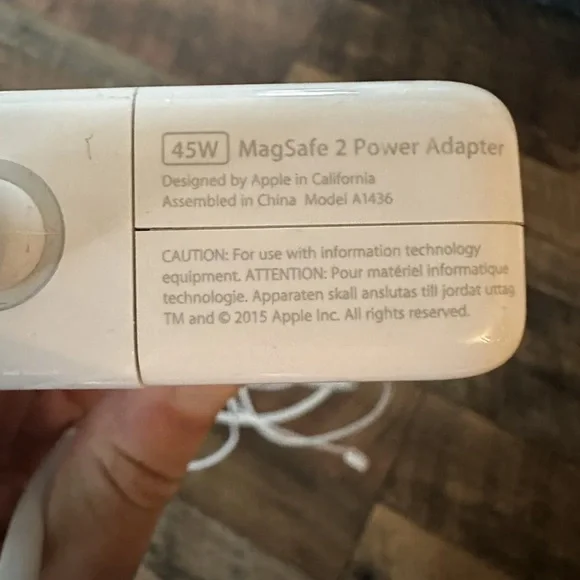 45W MagSafe 2 Power Adapter
Designed by Apple in California
Assembled in China Model A1436
CAUTION: For use with information technology
equipment. ATTENTION: Pour matériel informatique
technologie. Apparaten skall anslutas till jordat uttag
TM and © 2015 Apple Inc. All rights reserved.